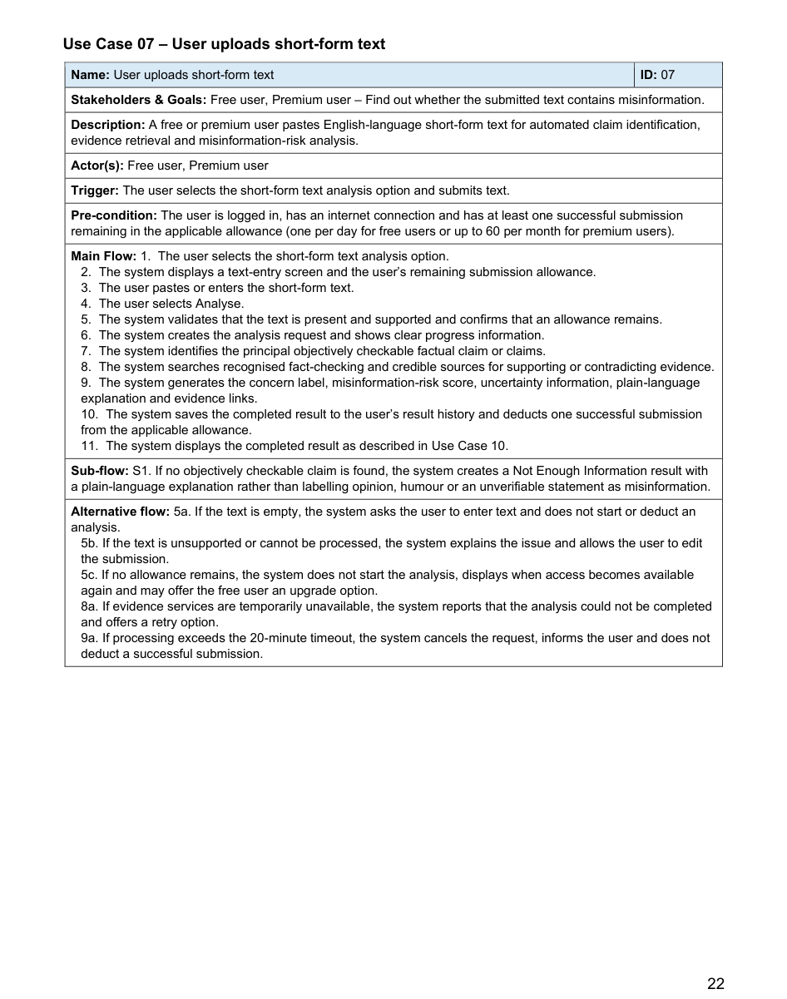 Use Case 07 – User uploads short-form text
Name: User uploads short-form text
ID: 07
Stakeholders & Goals: Free user, Premium user – Find out whether the submitted text contains misinformation.
Description: A free or premium user pastes English-language short-form text for automated claim identification,
evidence retrieval and misinformation-risk analysis.
Actor(s): Free user, Premium user
Trigger: The user selects the short-form text analysis option and submits text.
Pre-condition: The user is logged in, has an internet connection and has at least one successful submission
remaining in the applicable allowance (one per day for free users or up to 60 per month for premium users).
Main Flow: 1. The user selects the short-form text analysis option.
2. The system displays a text-entry screen and the user’s remaining submission allowance.
3. The user pastes or enters the short-form text.
4. The user selects Analyse.
5. The system validates that the text is present and supported and confirms that an allowance remains.
6. The system creates the analysis request and shows clear progress information.
7. The system identifies the principal objectively checkable factual claim or claims.
8. The system searches recognised fact-checking and credible sources for supporting or contradicting evidence.
9. The system generates the concern label, misinformation-risk score, uncertainty information, plain-language
explanation and evidence links.
10. The system saves the completed result to the user’s result history and deducts one successful submission
from the applicable allowance.
11. The system displays the completed result as described in Use Case 10.
Sub-flow: S1. If no objectively checkable claim is found, the system creates a Not Enough Information result with
a plain-language explanation rather than labelling opinion, humour or an unverifiable statement as misinformation.
Alternative flow: 5a. If the text is empty, the system asks the user to enter text and does not start or deduct an
analysis.
5b. If the text is unsupported or cannot be processed, the system explains the issue and allows the user to edit
the submission.
5c. If no allowance remains, the system does not start the analysis, displays when access becomes available
again and may offer the free user an upgrade option.
8a. If evidence services are temporarily unavailable, the system reports that the analysis could not be completed
and offers a retry option.
9a. If processing exceeds the 20-minute timeout, the system cancels the request, informs the user and does not
deduct a successful submission.
22